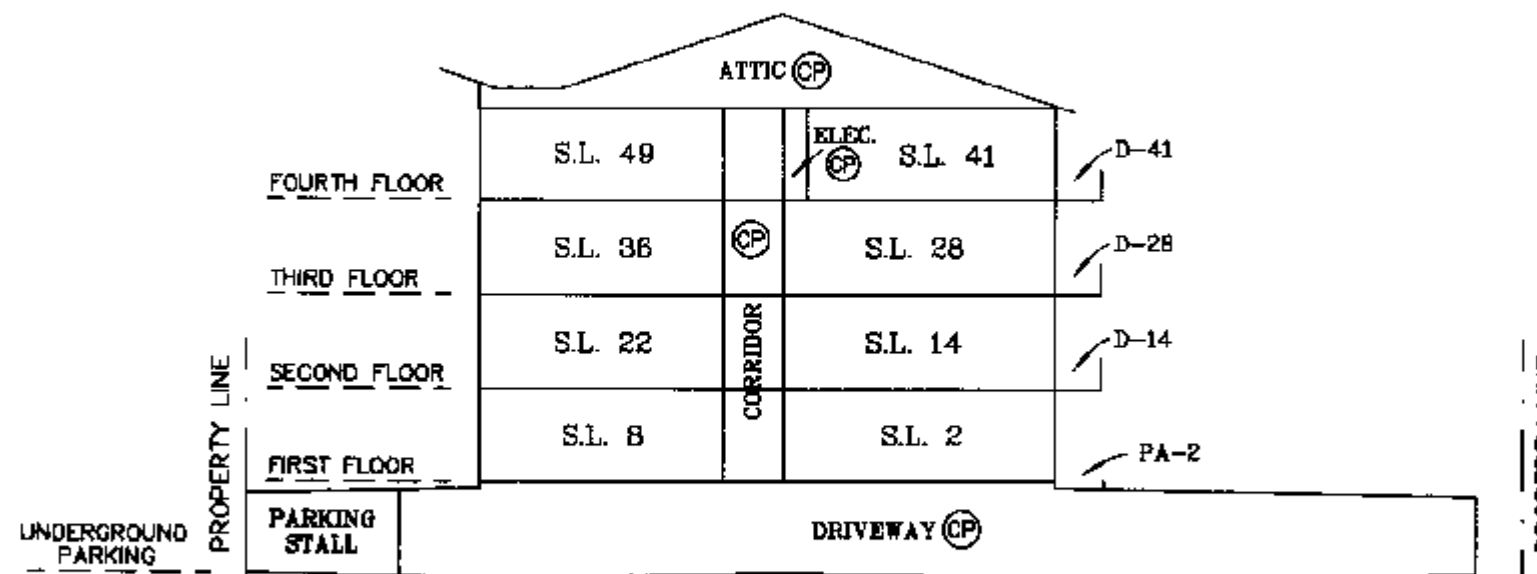 ATTIC CP
S.L. 49
ELEC.
CP
S.L. 41
D-41
FOURTH FLOOR
S.L. 36
CP
S.L. 28
D-28
THIRD FLOOR
S.L. 22
CORRIDOR
S.L. 14
D-14
SECOND FLOOR
S.L. 8
S.L. 2
PA-2
FIRST FLOOR
PROPERTY LINE
PARKING
STALL
DRIVEWAY CP
UNDERGROUND
PARKING